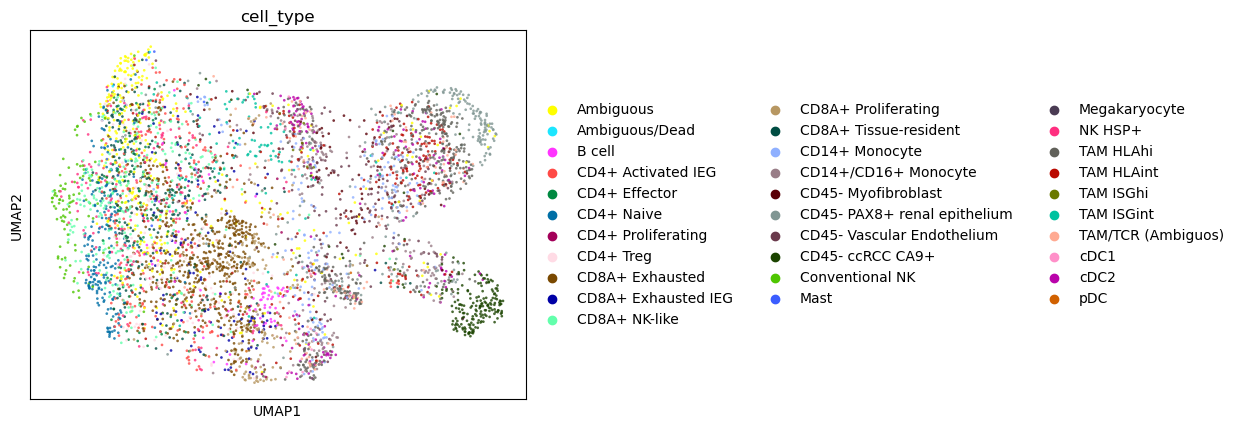 cell_type
UMAP2
UMAP1
Ambiguous
Ambiguous/Dead
B cell
CD4+ Activated IEG
CD4+ Effector
CD4+ Naive
CD4+ Proliferating
CD4+ Treg
CD8A+ Exhausted
CD8A+ Exhausted IEG
CD8A+ NK-like
CD8A+ Proliferating
CD8A+ Tissue-resident
CD14+ Monocyte
CD14+/CD16+ Monocyte
CD45- Myofibroblast
CD45- PAX8+ renal epithelium
CD45- Vascular Endothelium
CD45- ccRCC CA9+
Conventional NK
Mast
Megakaryocyte
NK HSP+
TAM HLAhi
TAM HLAint
TAM ISGhi
TAM ISGint
TAM/TCR (Ambiguos)
cDC1
cDC2
pDC